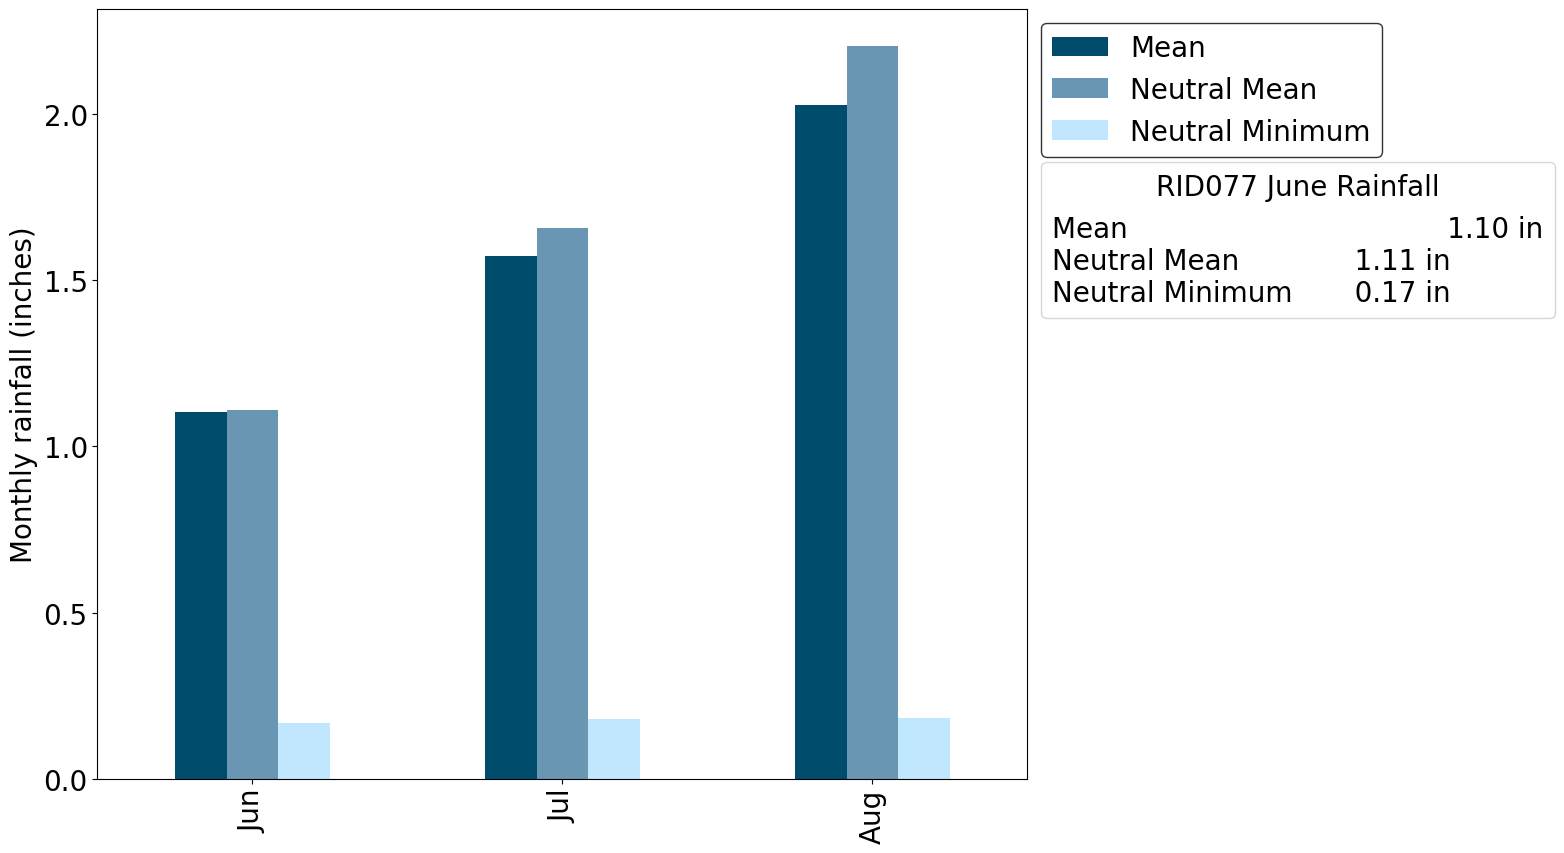 Monthly rainfall (inches)
2.0
1.5
1.0
0.5
0.0
Jun
Jul
Aug
Mean
Neutral Mean
Neutral Minimum
RID077 June Rainfall
Mean 1.10 in
Neutral Mean 1.11 in
Neutral Minimum 0.17 in